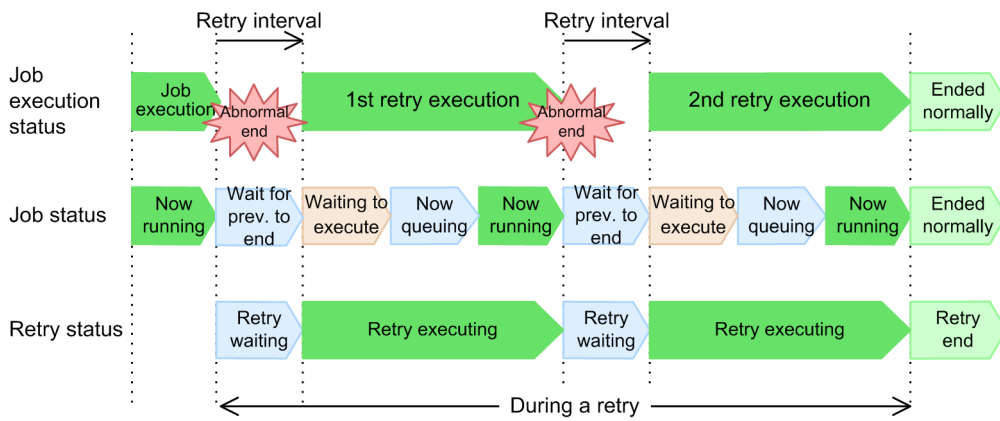 Retry interval
Retry interval
Job
execution
status
Job
execution
Abnormal
end
1st retry execution
Abnormal
end
2nd retry execution
Ended
normally
Job status
Now
running
Wait for
prev. to
end
Waiting to
execute
Now
queuing
Now
running
Wait for
prev. to
end
Waiting to
execute
Now
queuing
Now
running
Ended
normally
Retry status
Retry
waiting
Retry executing
Retry
waiting
Retry executing
Retry
end
During a retry